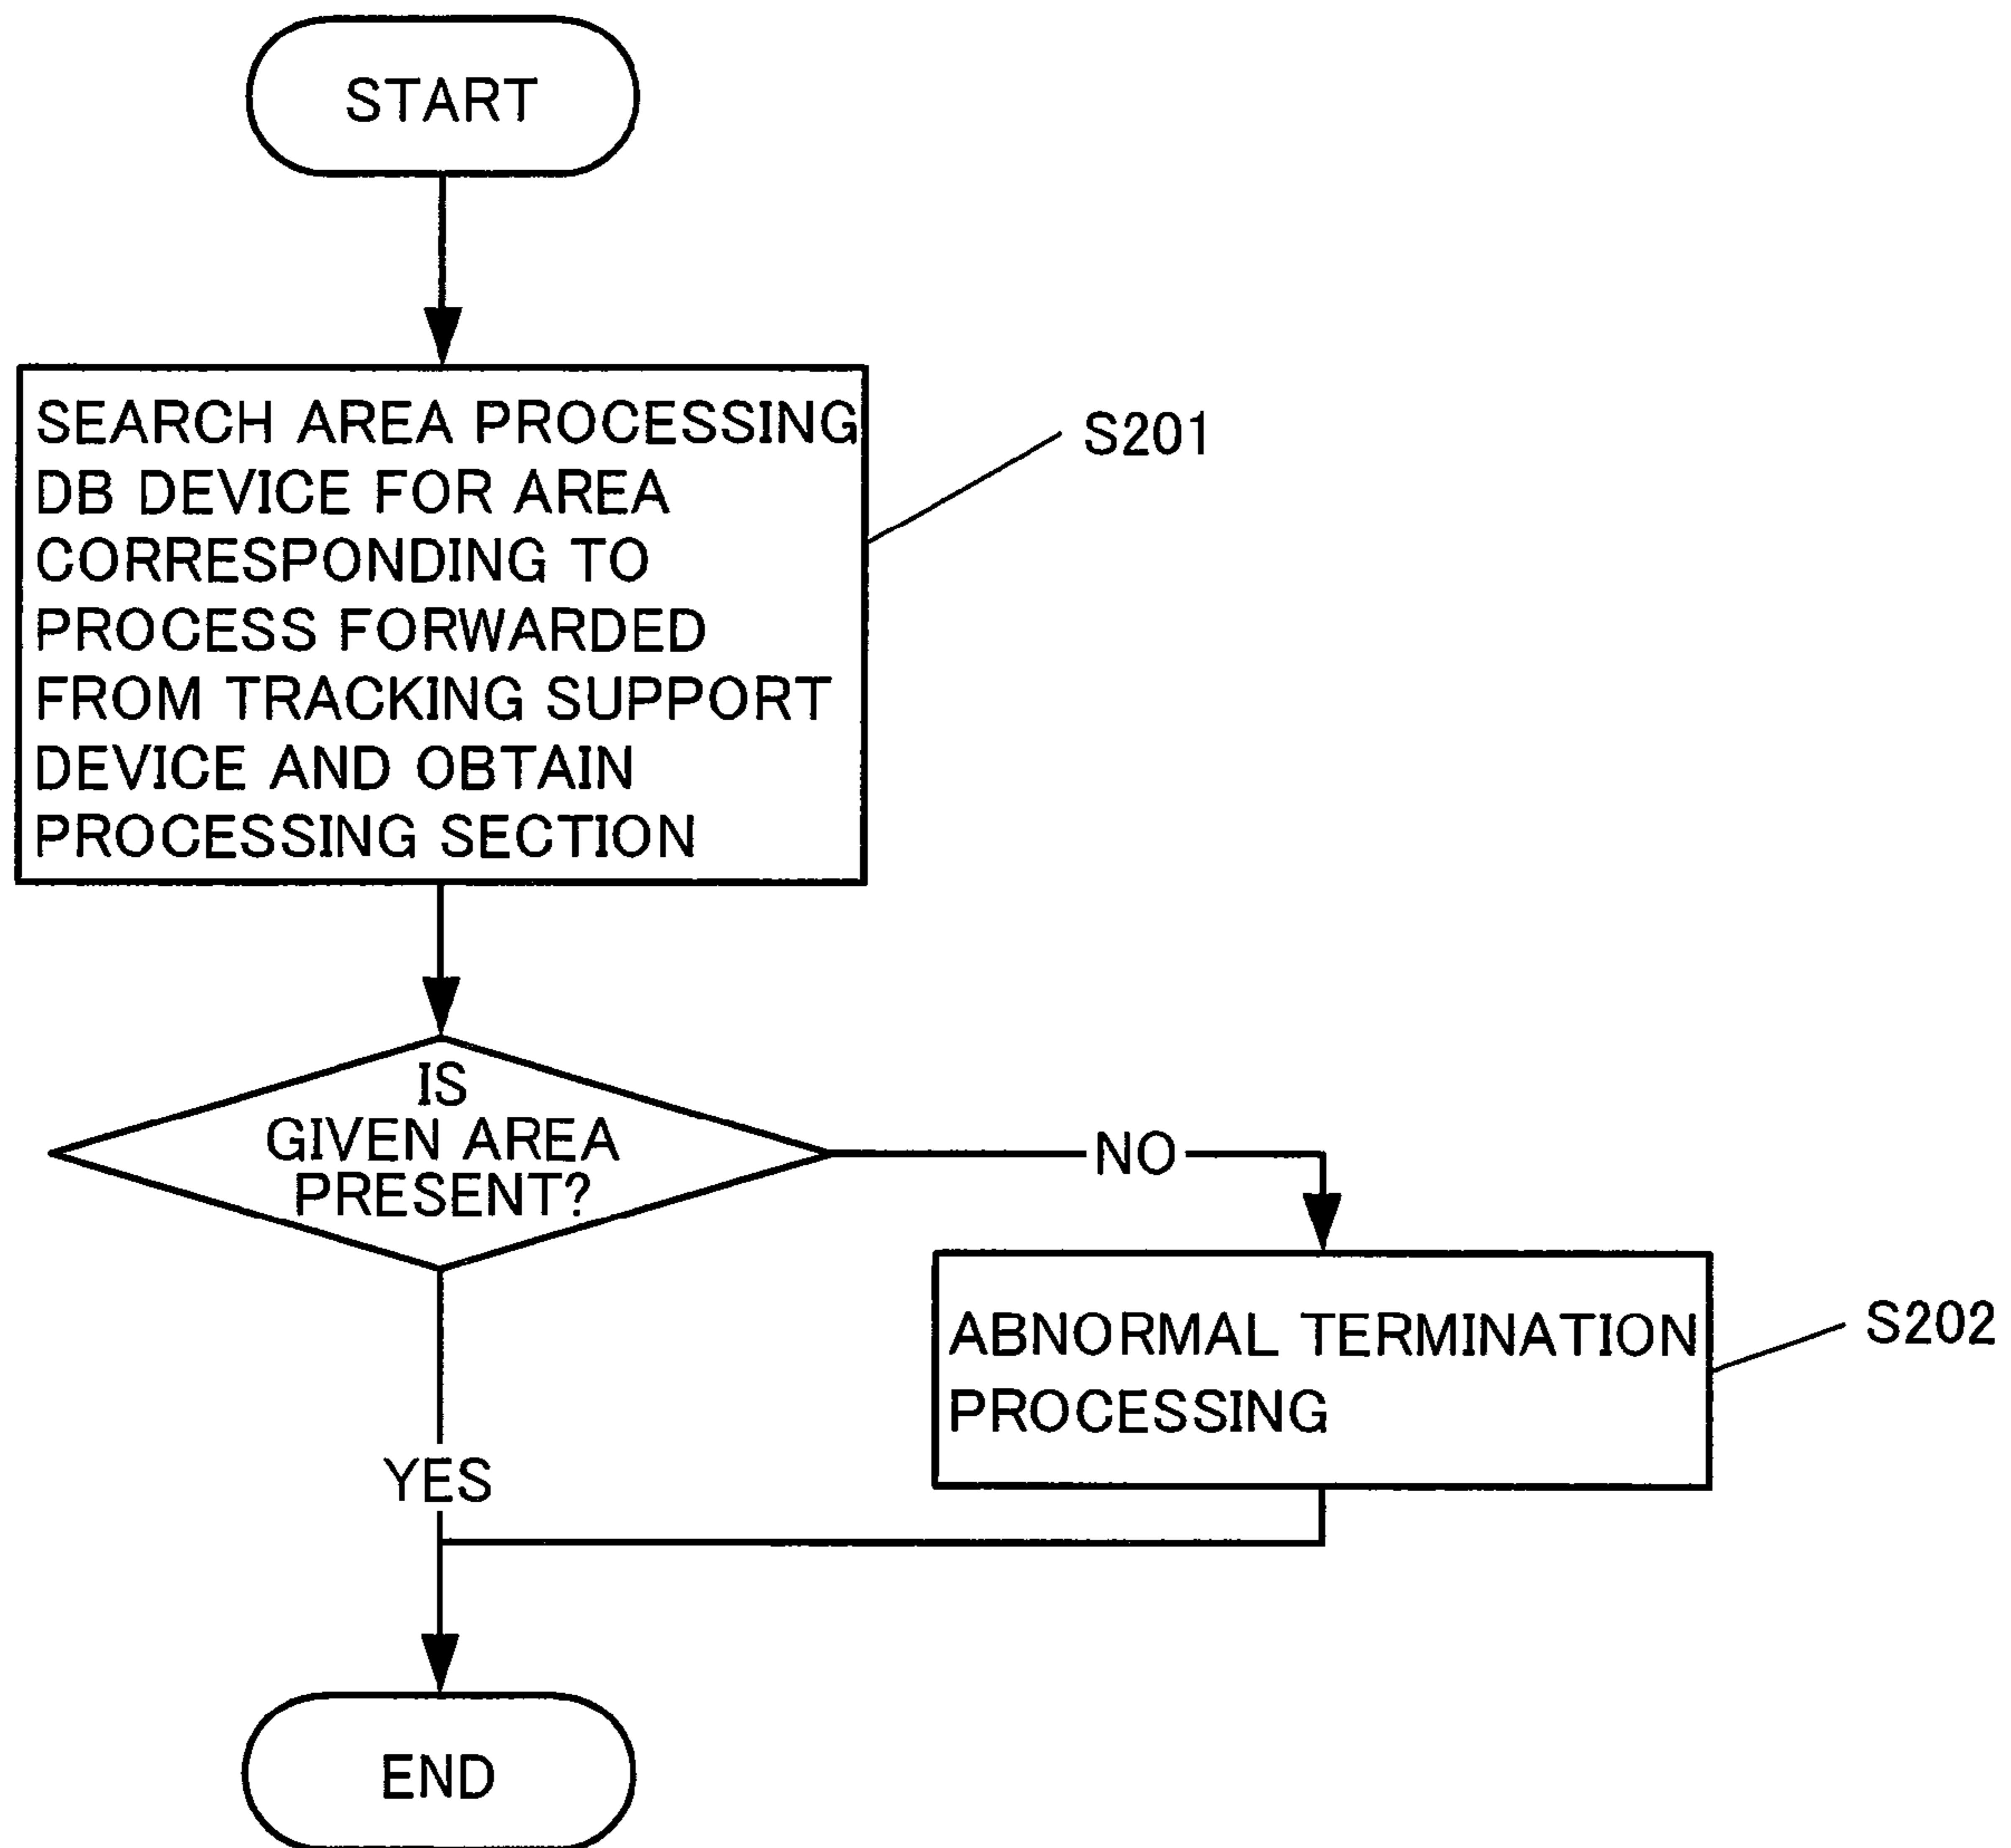 START
SEARCH AREA PROCESSING
DB DEVICE FOR AREA
CORRESPONDING TO
PROCESS FORWARDED
FROM TRACKING SUPPORT
DEVICE AND OBTAIN
PROCESSING SECTION
S201
IS
GIVEN AREA
PRESENT?
NO
ABNORMAL TERMINATION
PROCESSING
S202
YES
END